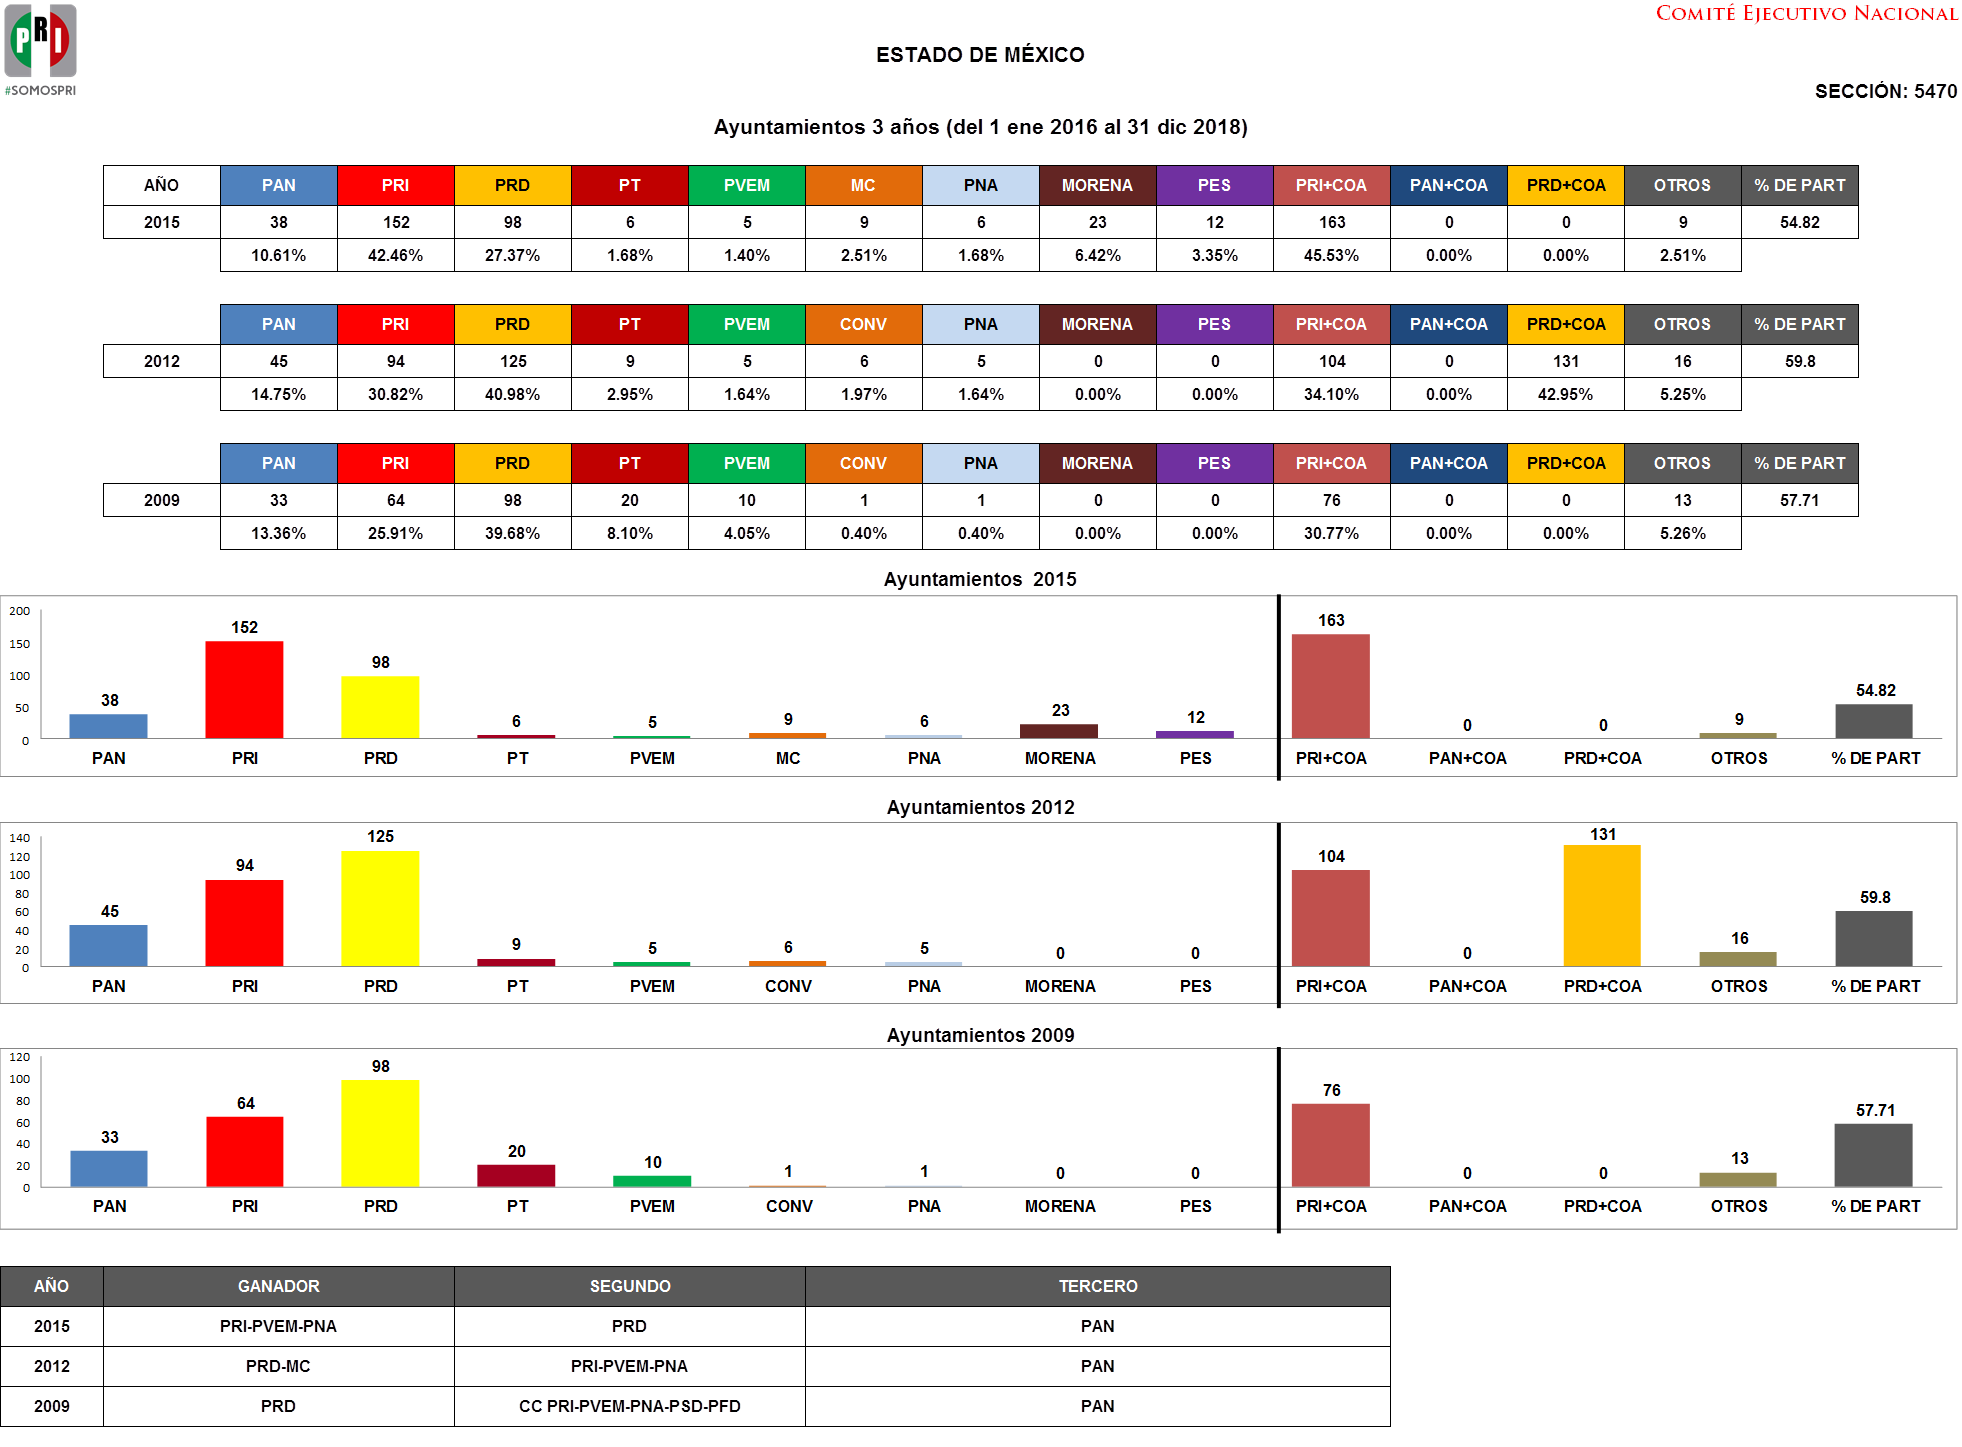 PRI
#SOMOSPRI
COMITÉ EJECUTIVO NACIONAL
ESTADO DE MÉXICO
SECCIÓN: 5470
Ayuntamientos 3 años (del 1 ene 2016 al 31 dic 2018)
AÑO PAN PRI PRD PT PVEM MC PNA MORENA PES PRI+COA PAN+COA PRD+COA OTROS % DE PART
2015 38 152 98 6 5 9 6 23 12 163 0 0 9 54.82
10.61% 42.46% 27.37% 1.68% 1.40% 2.51% 1.68% 6.42% 3.35% 45.53% 0.00% 0.00% 2.51%
PAN PRI PRD PT PVEM CONV PNA MORENA PES PRI+COA PAN+COA PRD+COA OTROS % DE PART
2012 45 94 125 9 5 6 5 0 0 104 0 131 16 59.8
14.75% 30.82% 40.98% 2.95% 1.64% 1.97% 1.64% 0.00% 0.00% 34.10% 0.00% 42.95% 5.25%
PAN PRI PRD PT PVEM CONV PNA MORENA PES PRI+COA PAN+COA PRD+COA OTROS % DE PART
2009 33 64 98 20 10 1 1 0 0 76 0 0 13 57.71
13.36% 25.91% 39.68% 8.10% 4.05% 0.40% 0.40% 0.00% 0.00% 30.77% 0.00% 0.00% 5.26%
Ayuntamientos 2015
200
150
100
50
0
38 152 98 6 5 9 6 23 12 163 0 0 9 54.82
PAN PRI PRD PT PVEM MC PNA MORENA PES PRI+COA PAN+COA PRD+COA OTROS % DE PART
Ayuntamientos 2012
140
120
100
80
60
40
20
0
45 94 125 9 5 6 5 0 0 104 0 131 16 59.8
PAN PRI PRD PT PVEM CONV PNA MORENA PES PRI+COA PAN+COA PRD+COA OTROS % DE PART
Ayuntamientos 2009
120
100
80
60
40
20
0
33 64 98 20 10 1 1 0 0 76 0 0 13 57.71
PAN PRI PRD PT PVEM CONV PNA MORENA PES PRI+COA PAN+COA PRD+COA OTROS % DE PART
AÑO GANADOR SEGUNDO TERCERO
2015 PRI-PVEM-PNA PRD PAN
2012 PRD-MC PRI-PVEM-PNA PAN
2009 PRD CC PRI-PVEM-PNA-PSD-PFD PAN